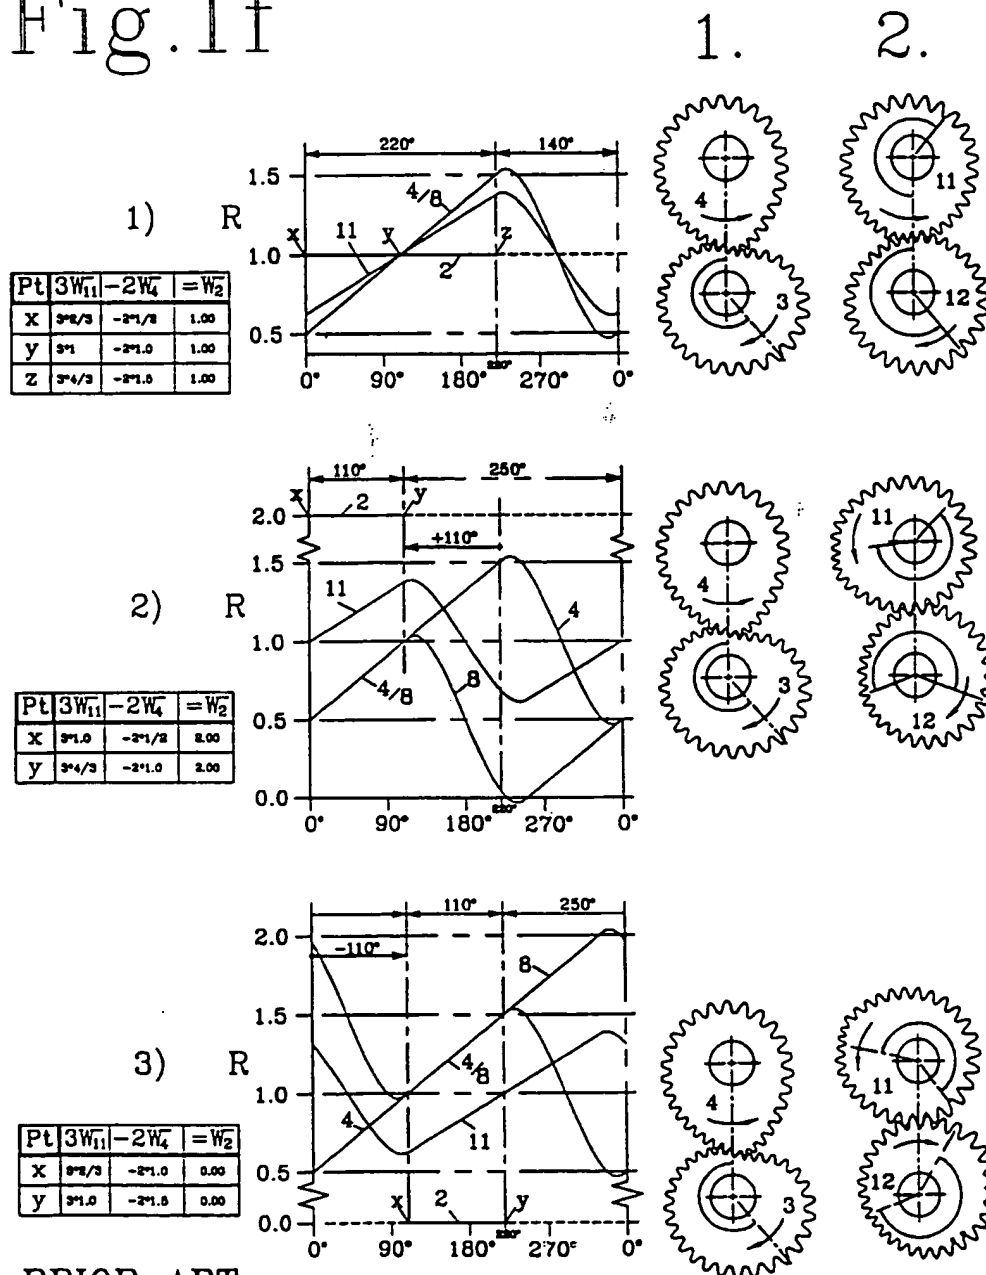 Fig.1f
1. 2.
1) R
220° 140°
1.5
1.0
0.5
4/8
11
x y z
2
0° 90° 180° 220° 270° 0°
Pt 3W11 -2W4 =W2
x 3*2/3 -2*1/2 1.00
y 3*1 -2*1.0 1.00
z 3*4/3 -2*1.5 1.00
4
3
11
12
2) R
110° 250°
x 2 y
2.0
+110°
1.5
1.0
0.5
0.0
11
4
4/8
8
0° 90° 180° 220° 270° 0°
Pt 3W11 -2W4 =W2
x 3*1.0 -2*1/2 2.00
y 3*4/3 -2*1.0 2.00
4
3
11
12
3) R
110° 250°
2.0
-110°
1.5
1.0
0.5
0.0
8
4/8
4
11
x 2 y
0° 90° 180° 220° 270° 0°
Pt 3W11 -2W4 =W2
x 3*2/3 -2*1.0 0.00
y 3*1.0 -2*1.5 0.00
4
3
11
12
PRIOR ART